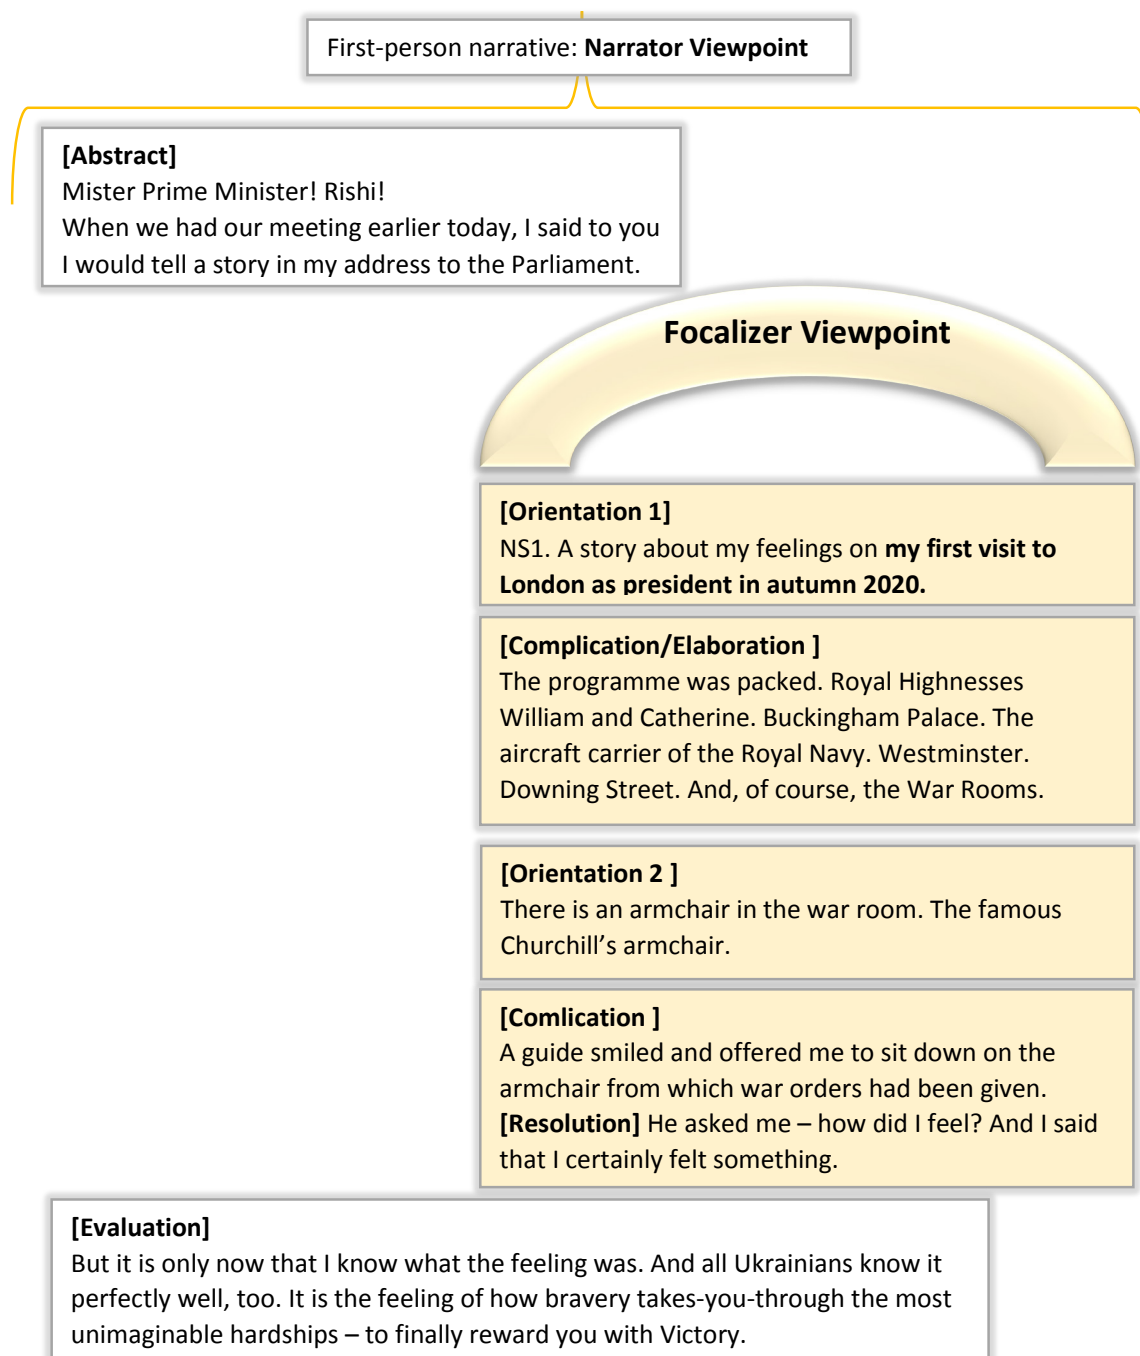 First-person narrative: Narrator Viewpoint
[Abstract]
Mister Prime Minister! Rishi!
When we had our meeting earlier today, I said to you
I would tell a story in my address to the Parliament.
Focalizer Viewpoint
[Orientation 1]
NS1. A story about my feelings on my first visit to
London as president in autumn 2020.
[Complication/Elaboration ]
The programme was packed. Royal Highnesses
William and Catherine. Buckingham Palace. The
aircraft carrier of the Royal Navy. Westminster.
Downing Street. And, of course, the War Rooms.
[Orientation 2 ]
There is an armchair in the war room. The famous
Churchill’s armchair.
[Comlication ]
A guide smiled and offered me to sit down on the
armchair from which war orders had been given.
[Resolution] He asked me – how did I feel? And I said
that I certainly felt something.
[Evaluation]
But it is only now that I know what the feeling was. And all Ukrainians know it
perfectly well, too. It is the feeling of how bravery takes-you-through the most
unimaginable hardships – to finally reward you with Victory.